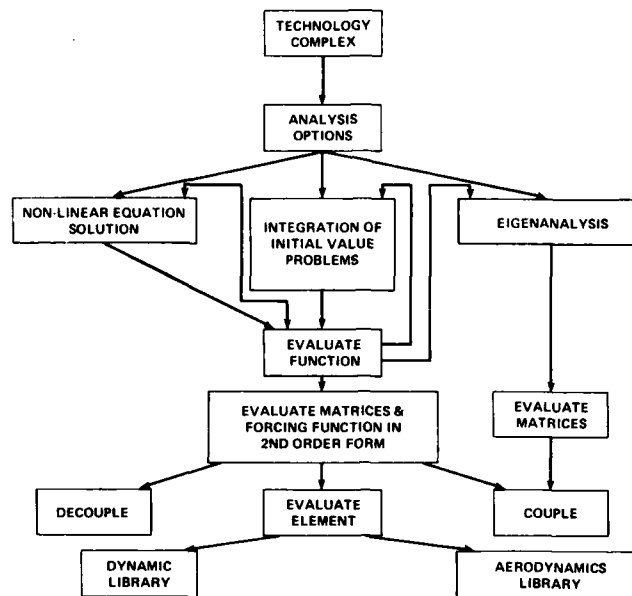 TECHNOLOGY
COMPLEX
ANALYSIS
OPTIONS
NON-LINEAR EQUATION
SOLUTION
INTEGRATION OF
INITIAL VALUE
PROBLEMS
EIGENANALYSIS
EVALUATE
FUNCTION
EVALUATE MATRICES &
FORCING FUNCTION IN
2ND ORDER FORM
EVALUATE
MATRICES
DECOUPLE
EVALUATE
ELEMENT
COUPLE
DYNAMIC
LIBRARY
AERODYNAMICS
LIBRARY